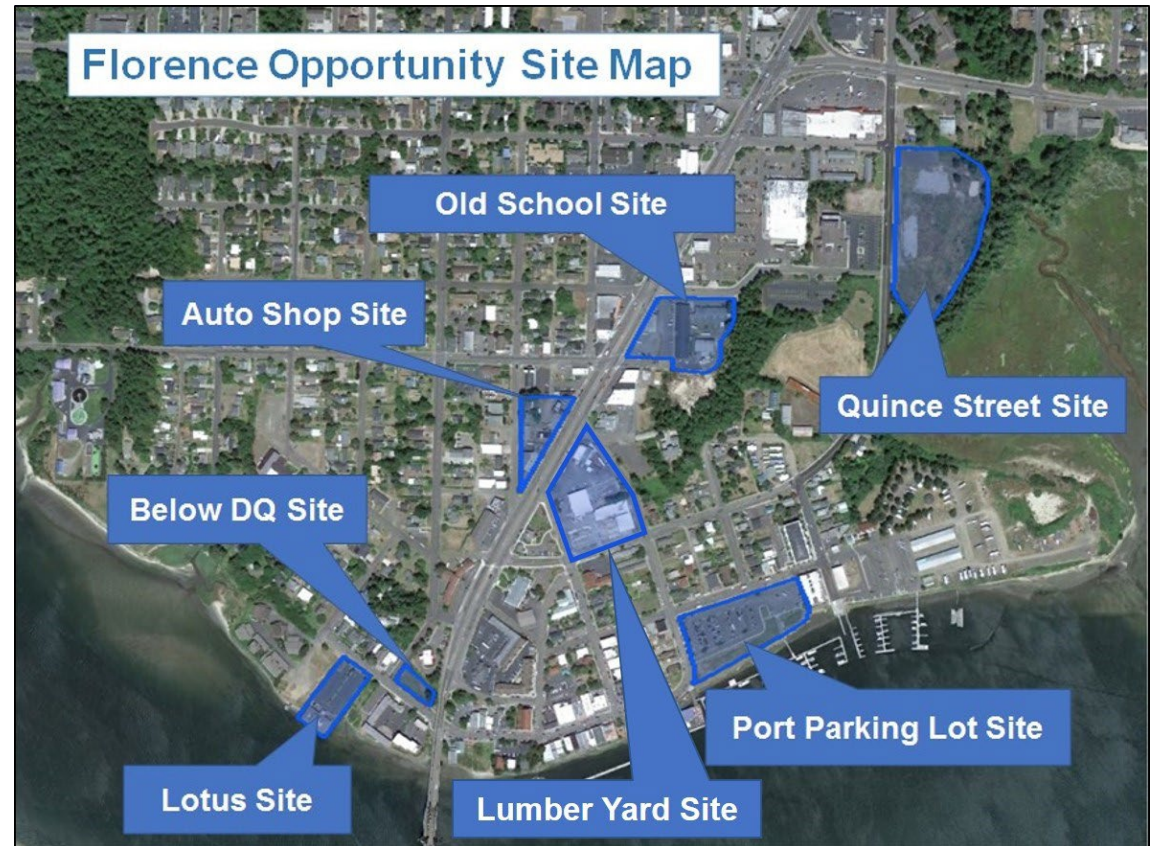 Florence Opportunity Site Map
Old School Site
Auto Shop Site
Quince Street Site
Below DQ Site
Port Parking Lot Site
Lotus Site
Lumber Yard Site